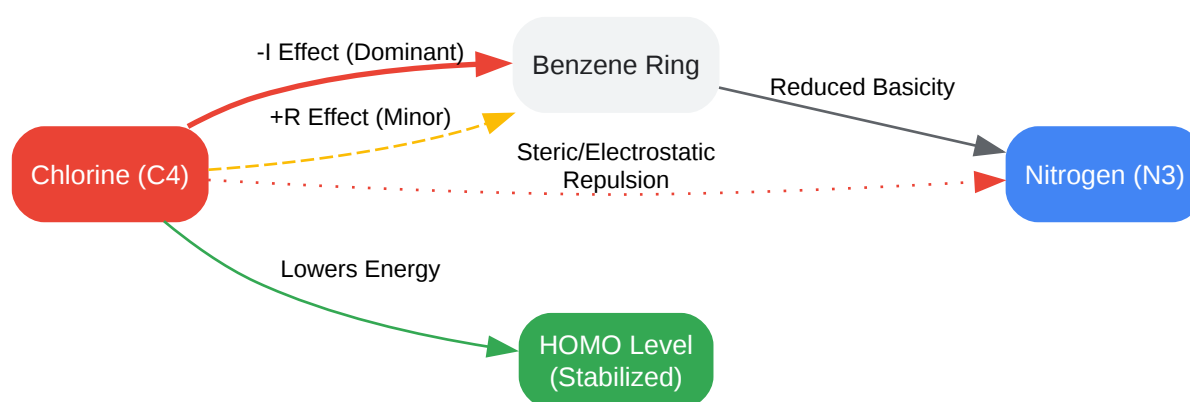 -I Effect (Dominant)
Benzene Ring
Reduced Basicity
+R Effect (Minor)
Steric/Electrostatic
Repulsion
Chlorine (C4)
Nitrogen (N3)
Lowers Energy
HOMO Level
(Stabilized)